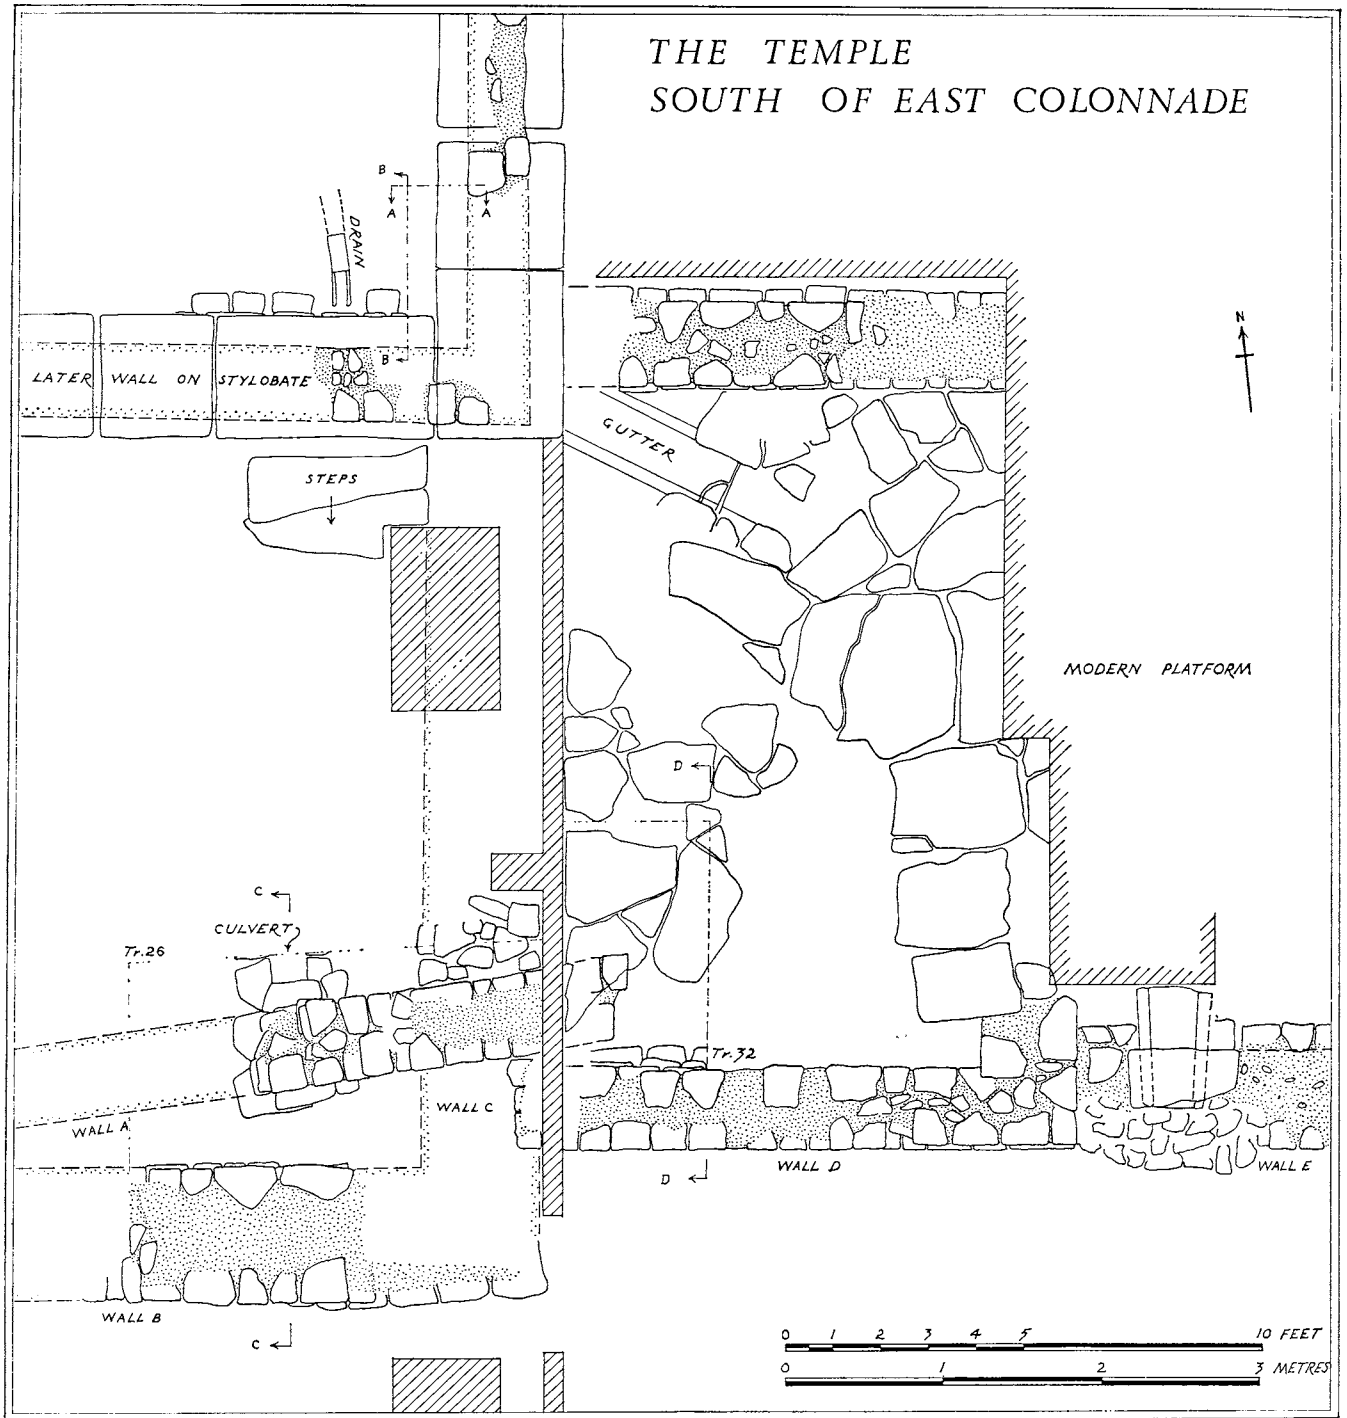 THE TEMPLE
SOUTH OF EAST COLONNADE
B
A
A
DRAIN
N
B
LATER WALL ON STYLOBATE
GUTTER
STEPS
MODERN PLATFORM
D
C
CULVERT
Tr.26
Tr.32
WALL C
WALL A
WALL D
WALL E
D
WALL B
C
0 1 2 3 4 5 10 FEET
0 1 2 3 METRES